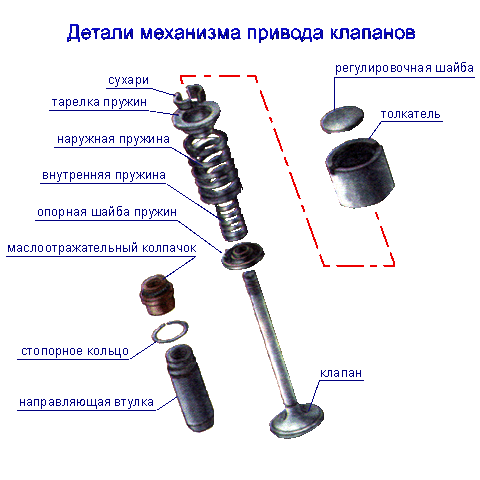 Детали механизма привода клапанов
сухари
регулировочная шайба
тарелка пружин
толкатель
наружная пружина
внутренняя пружина
опорная шайба пружин
маслоотражательный колпачок
стопорное кольцо
клапан
направляющая втулка